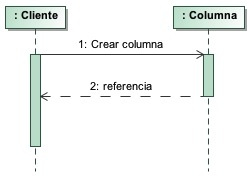 : Cliente
: Columna
1: Crear columna
2: referencia